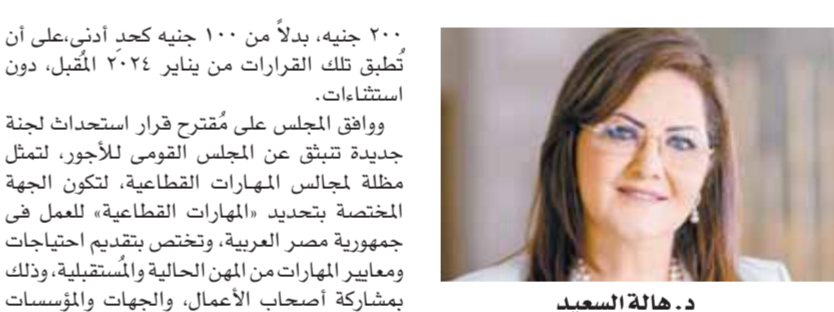 ٢٠٠ جنيه، بدلاً من ١٠٠ جنيه كحدٍ أدنى،على أن
تُطبق تلك القرارات من يناير ٢٠٢٤ المُقبل، دون
استثناءات.
ووافق المجلس على مُقترح قرار استحداث لجنة
جديدة تنبثق عن المجلس القومى للأجور، لتمثل
مظلة لمجالس المهارات القطاعية، لتكون الجهة
المختصة بتحديد «المهارات القطاعية» للعمل فى
جمهورية مصر العربية، وتختص بتقديم احتياجات
ومعايير المهارات من المهن الحالية والمُستقبلية، وذلك
بمشاركة أصحاب الأعمال، والجهات والمؤسسات
د. هالة السعيد